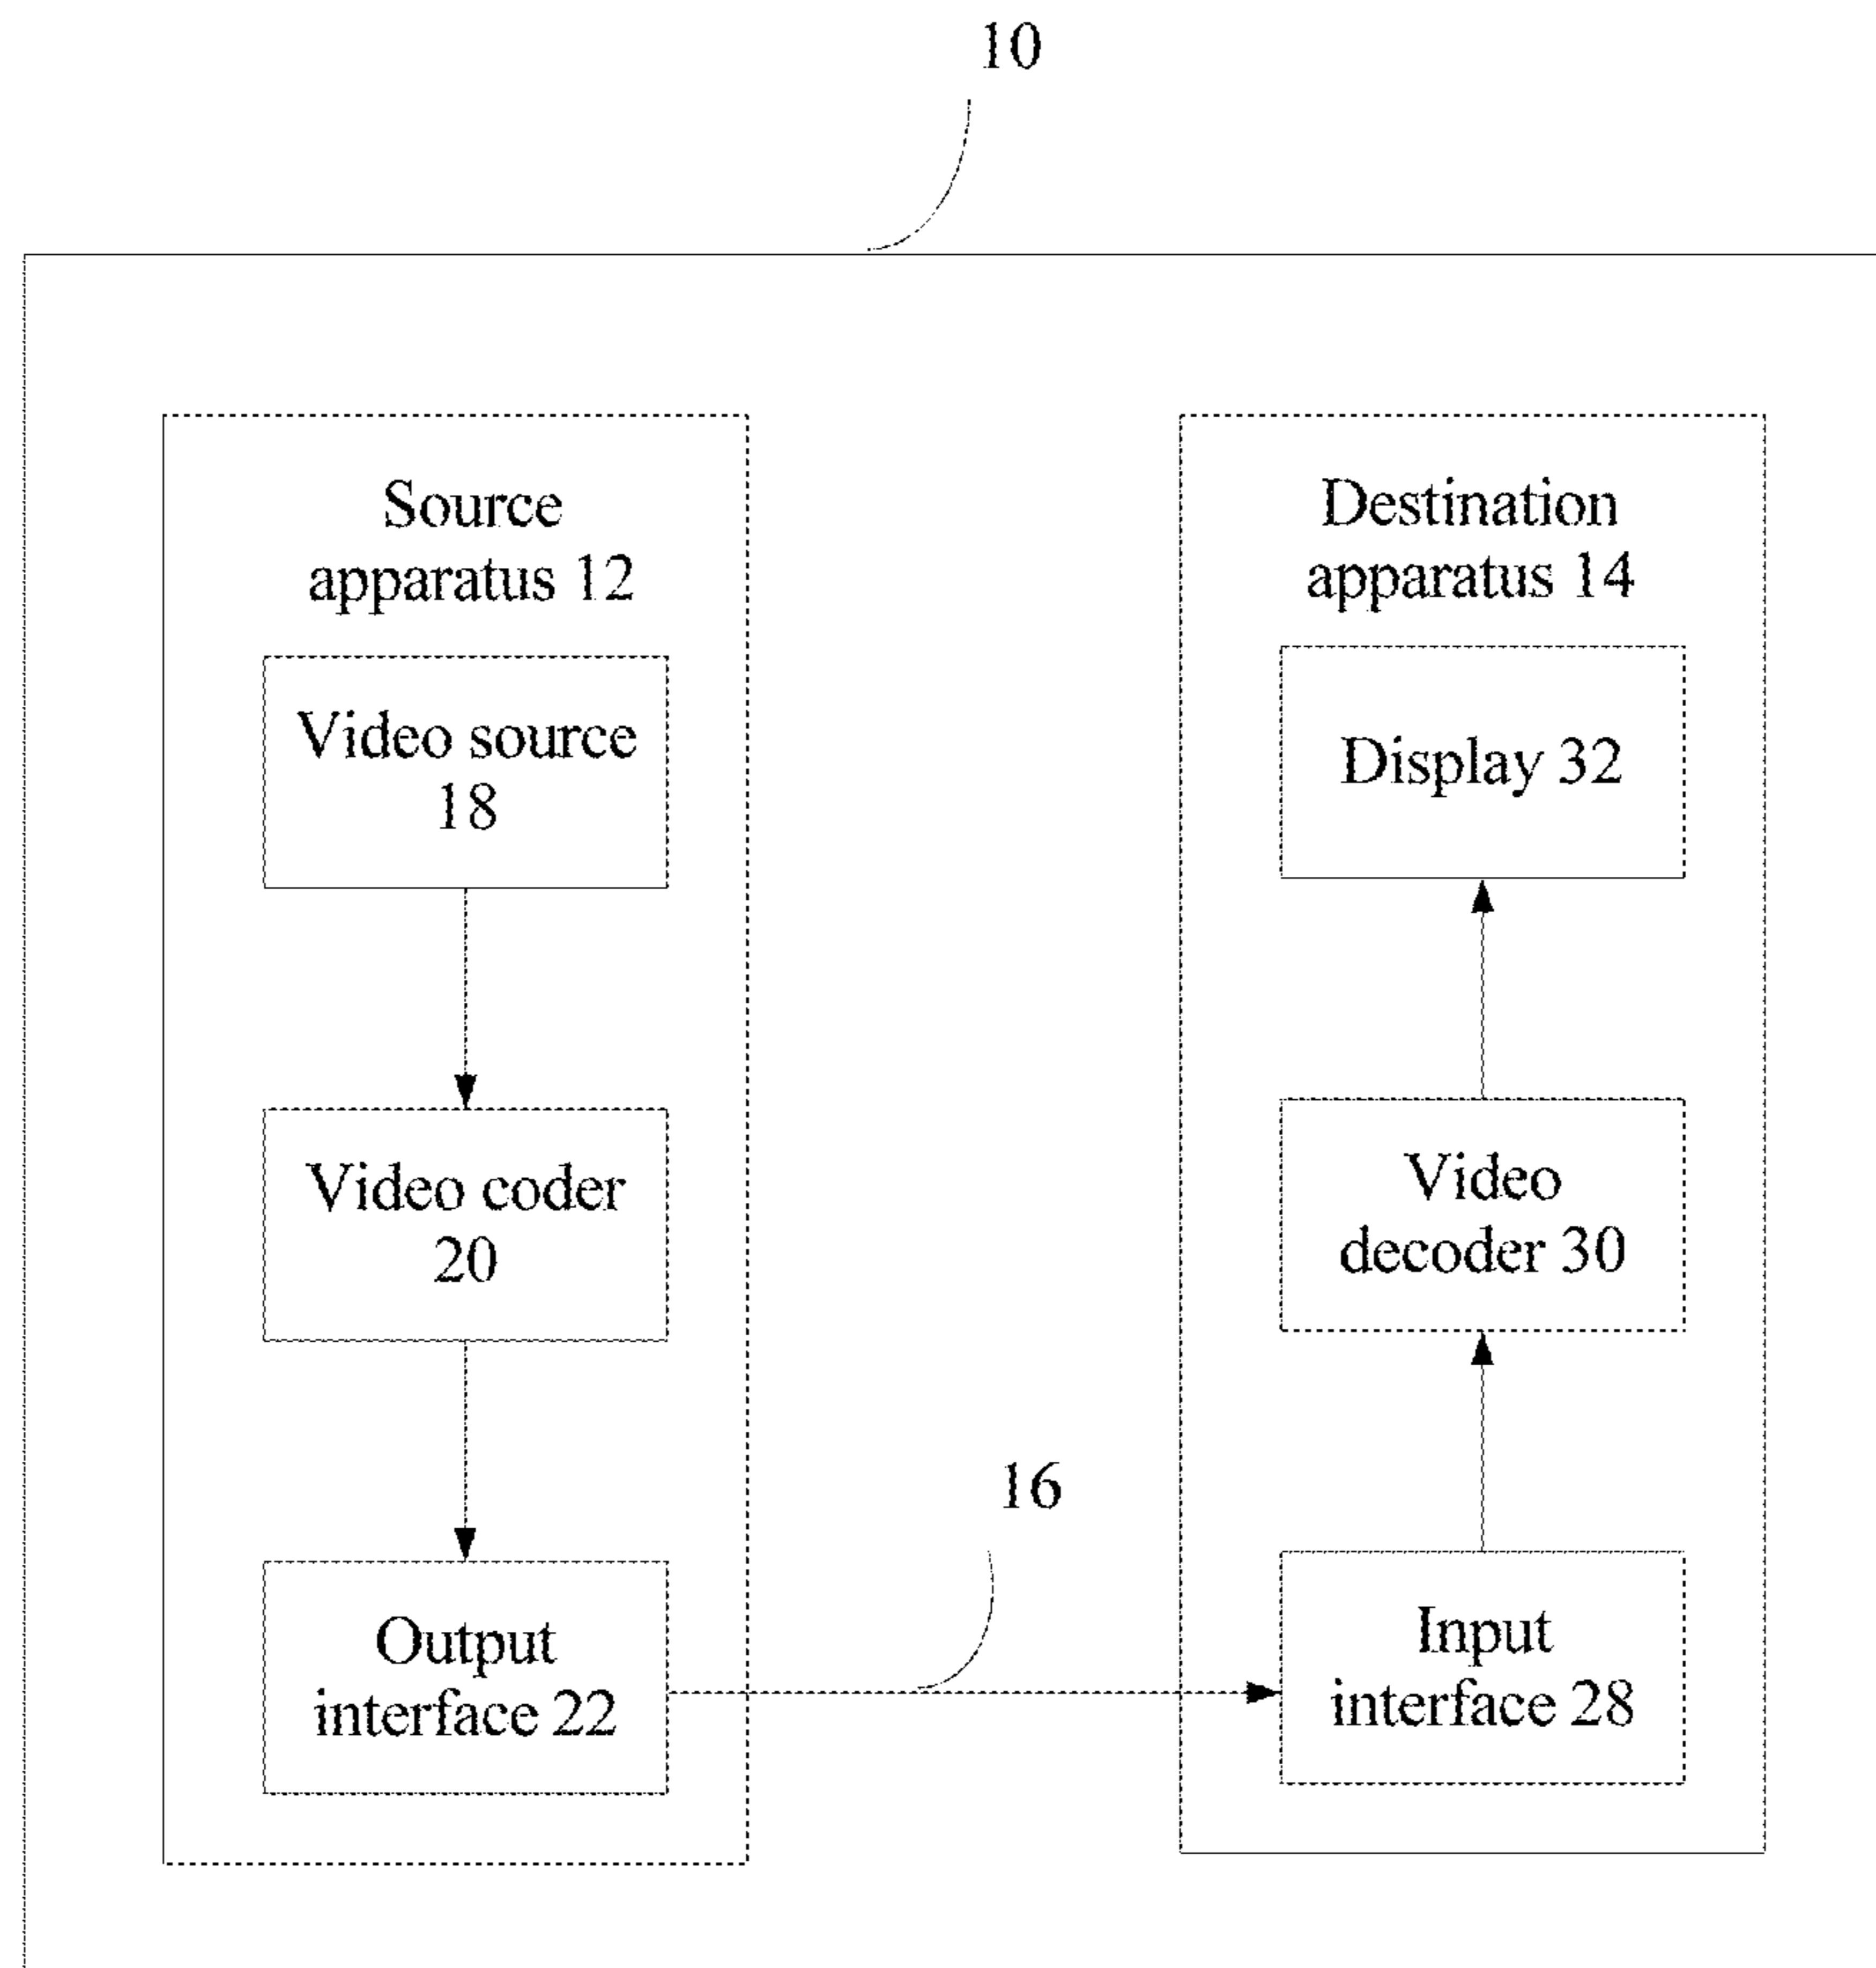 10
Source
apparatus 12
Video source
18
Video coder
20
Output
interface 22
16
Destination
apparatus 14
Display 32
Video
decoder 30
Input
interface 28